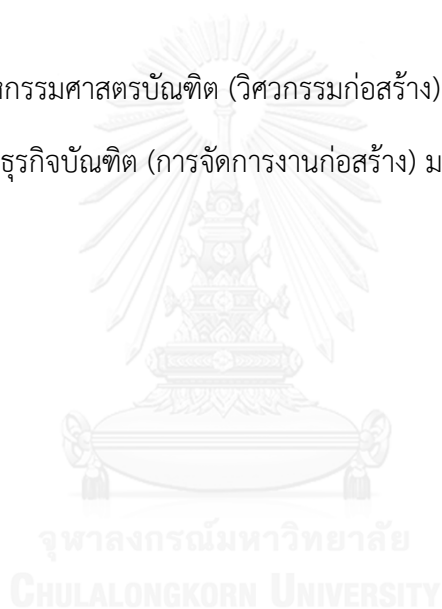 หกรรมศาสตรบัณฑิต (วิศวกรรมก่อสร้าง)
ธุรกิจบัณฑิต (การจัดการงานก่อสร้าง) ม
จุฬาลงกรณ์มหาวิทยาลัย
CHULALONGKORN UNIVERSITY